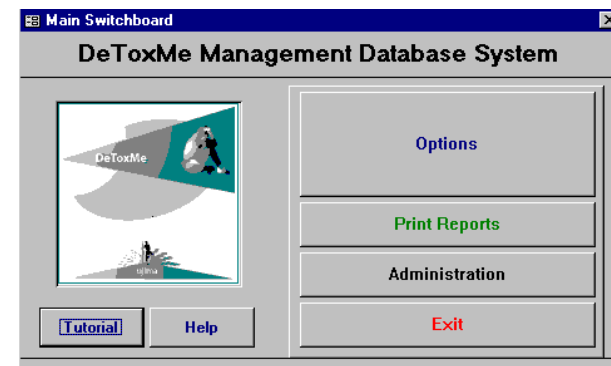 Main Switchboard
DeToxMe Management Database System
DeToxMe
Options
Print Reports
Administration
Exit
Tutorial
Help